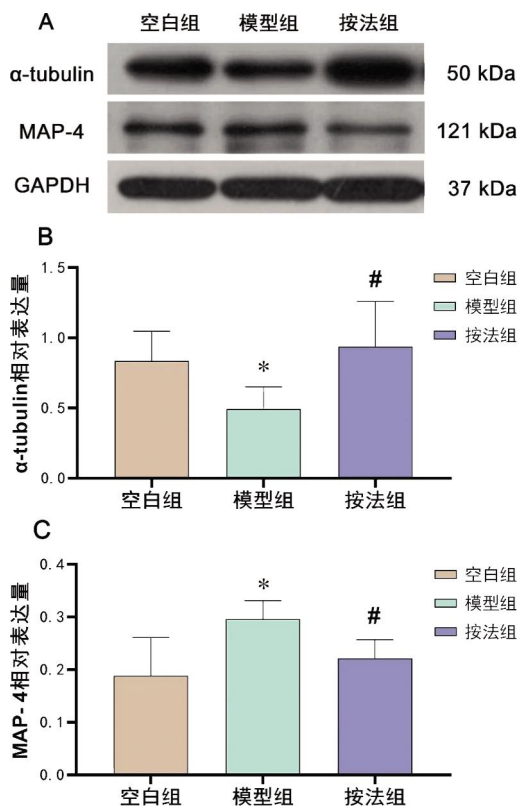 A
空白组 模型组 按法组
α-tubulin 50 kDa
MAP-4 121 kDa
GAPDH 37 kDa
B
α-tubulin相对表达量
1.5
1.0
0.5
0.0
*
#
空白组 模型组 按法组
空白组
模型组
按法组
C
MAP-4相对表达量
0.4
0.3
0.2
0.1
0.0
*
#
空白组 模型组 按法组
空白组
模型组
按法组